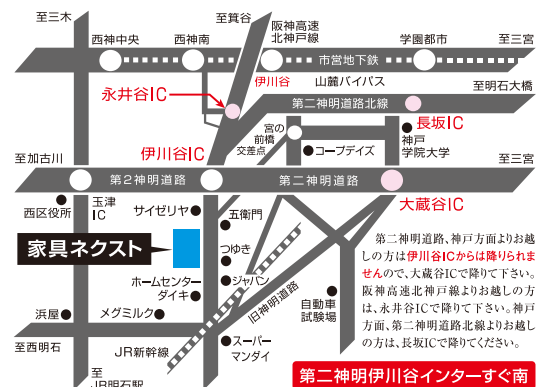 至三木
至箕谷
阪神高速
北神戸線
西神中央
西神南
学園都市
至三宮
市営地下鉄
伊川谷
山麓バイパス
永井谷IC
至明石大橋
第二神明道路北線
長坂IC
宮の
前橋
交差点
神戸
学院大学
コープデイズ
伊川谷IC
至加古川
至三宮
第2神明道路
第二神明道路
大蔵谷IC
西区役所
玉津
IC
サイゼリヤ
五衛門
家具ネクスト
つゆき
ホームセンター
ダイキ
ジャパン
旧神明道路
自動車
試験場
浜屋
メグミルク
至西明石
JR新幹線
スーパー
マンダイ
至
JR明石駅
第二神明道路、神戸方面よりお越
しの方は伊川谷ICからは降りられま
せんので、大蔵谷ICで降りて下さい。
阪神高速北神戸線よりお越しの方
は、永井谷ICで降りて下さい。神戸
方面、第二神明道路北線よりお越し
の方は、長坂ICで降りてください。
第二神明伊川谷インターすぐ南